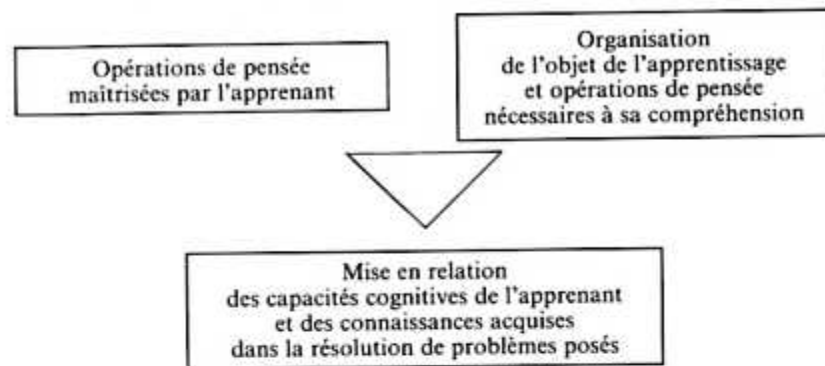 Opérations de pensée
maîtrisées par l'apprenant
Organisation
de l'objet de l'apprentissage
et opérations de pensée
nécessaires à sa compréhension
Mise en relation
des capacités cognitives de l'apprenant
et des connaissances acquises
dans la résolution de problèmes posés